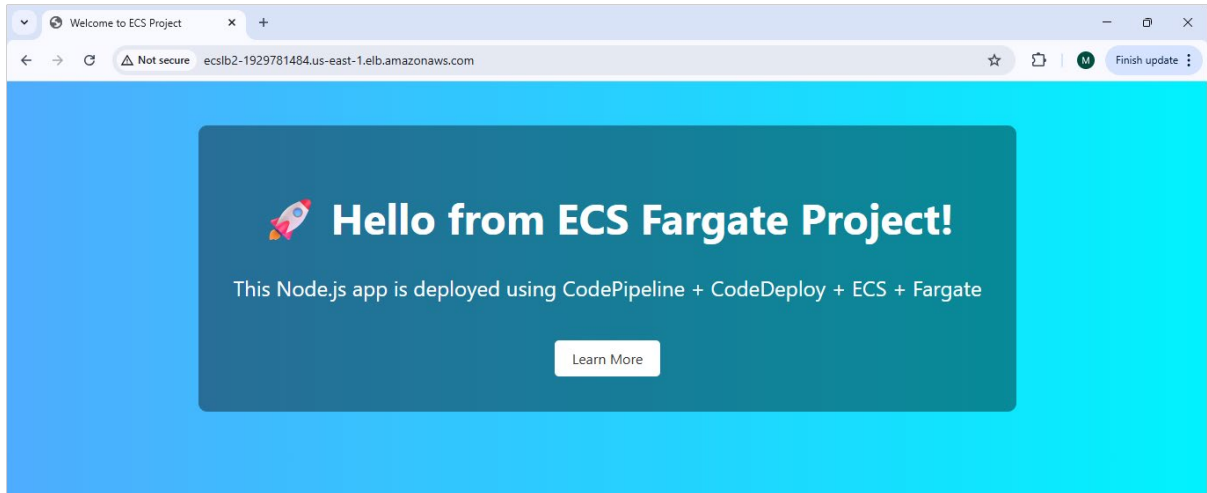 Welcome to ECS Project
Not secure ecslb2-1929781484.us-east-1.elb.amazonaws.com M Finish update
🚀 Hello from ECS Fargate Project!
This Node.js app is deployed using CodePipeline + CodeDeploy + ECS + Fargate
Learn More